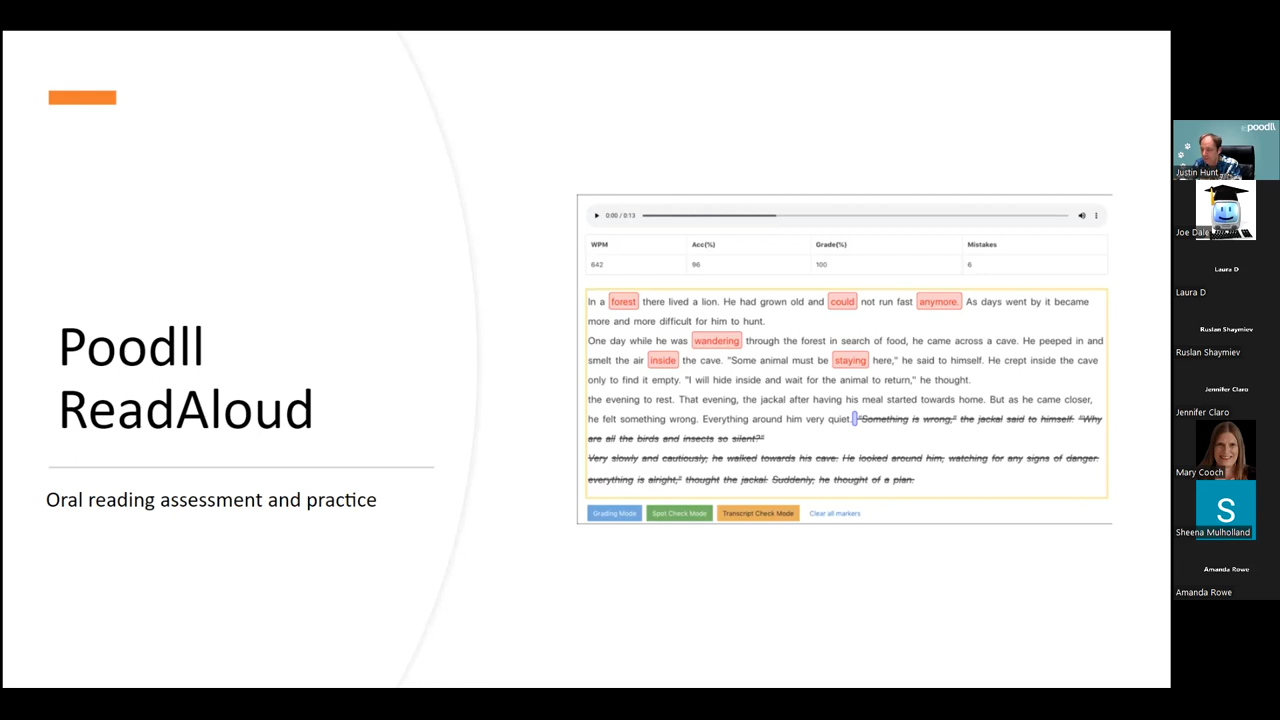 Poodll
ReadAloud
Oral reading assessment and practice
0:00 / 0:13
WPM Acc(%) Grade(%) Mistakes
642 96 100 6
In a forest there lived a lion. He had grown old and could not run fast anymore. As days went by it became
more and more difficult for him to hunt.
One day while he was wandering through the forest in search of food, he came across a cave. He peeped in and
smelt the air inside the cave. "Some animal must be staying here," he said to himself. He crept inside the cave
only to find it empty. "I will hide inside and wait for the animal to return," he thought.
the evening to rest. That evening, the jackal after having his meal started towards home. But as he came closer,
he felt something wrong. Everything around him very quiet. "Something is wrong," the jackal said to himself. "Why
are all the birds and insects so silent?"
Very slowly and cautiously, he walked towards his cave. He looked around him, watching for any signs of danger.
everything is alright," thought the jackal. Suddenly, he thought of a plan.
Grading Mode Spot Check Mode Transcript Check Mode Clear all markers
poodll
Justin Hunt
Joe Dale
Laura D
Laura D
Ruslan Shaymiev
Ruslan Shaymiev
Jennifer Claro
Jennifer Claro
Mary Cooch
S
Sheena Mulholland
Amanda Rowe
Amanda Rowe